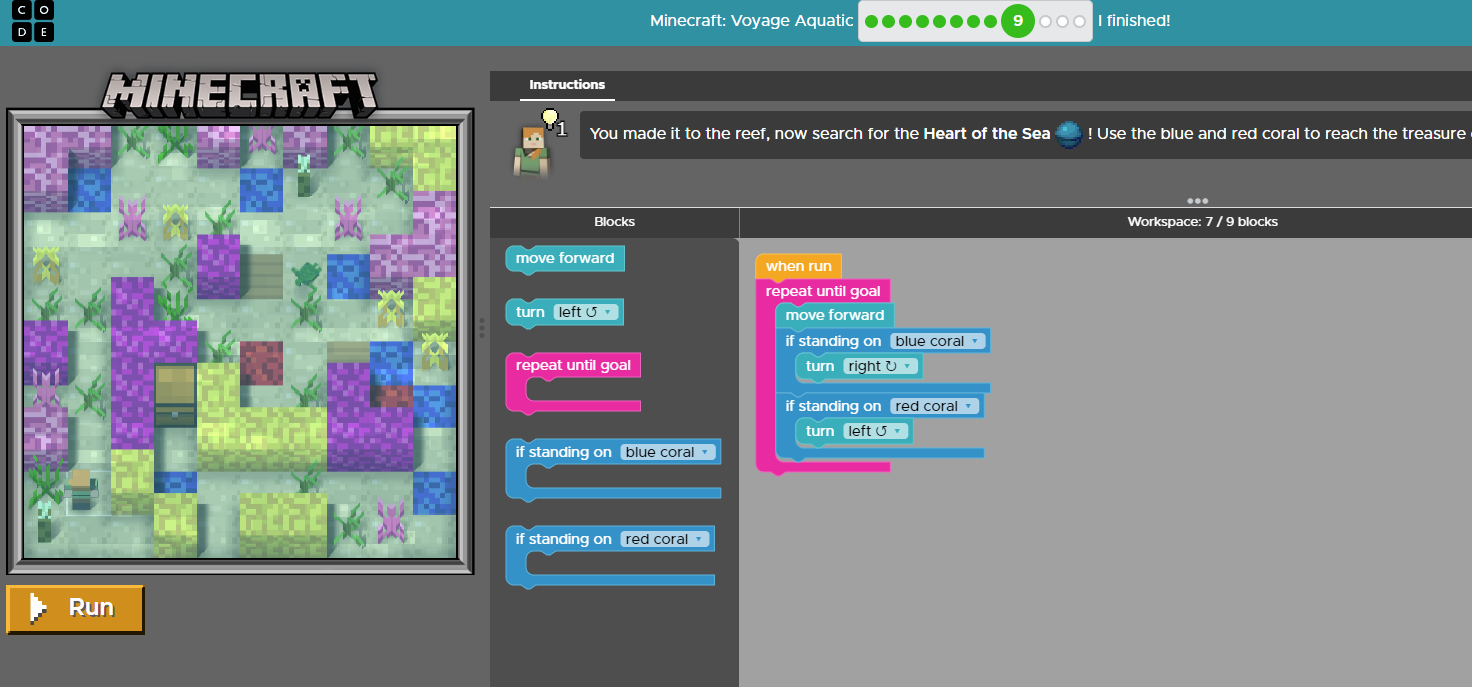 C O
D E
Minecraft: Voyage Aquatic
9
I finished!
MINECRAFT
Instructions
1
You made it to the reef, now search for the Heart of the Sea ! Use the blue and red coral to reach the treasure
Blocks
Workspace: 7 / 9 blocks
move forward
turn left ↺
repeat until goal
if standing on blue coral
if standing on red coral
when run
repeat until goal
move forward
if standing on blue coral
turn right ↻
if standing on red coral
turn left ↺
Run